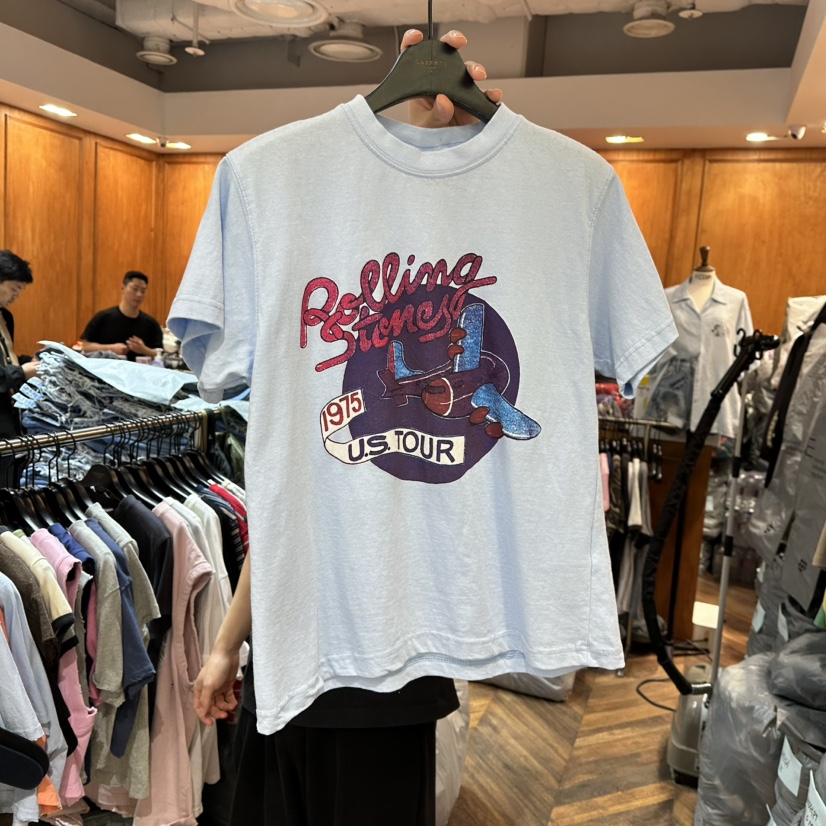 Rolling
Stones
1975
U.S. TOUR